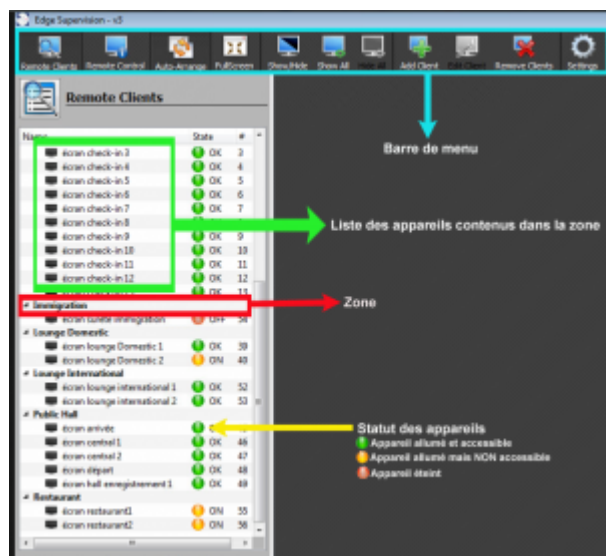 Edge Supervision - v3
Remote Clients Remote Control Auto-Arrange FullScreen Show/Hide Show All Hide All Add Client Edit Client Remove Clients Settings
Remote Clients
Name State #
écran check-in 3 OK 3
écran check-in 4 OK 4
écran check-in 5 OK 5
écran check-in 6 OK 6
écran check-in 7 OK 7
écran check-in 8
écran check-in 9 OK 9
écran check-in 10 OK 10
écran check-in 11 OK 11
écran check-in 12 OK 12
OK 13
Immigration
écran sureté immigration OFF 54
Lounge Domestic
écran lounge Domestic 1 OK 39
écran lounge Domestic 2 ON 40
Lounge International
écran lounge international 1 OK 52
écran lounge international 2 OK 53
Public Hall
écran arrivée
écran central 1 OK 46
écran central 2 OK 47
écran départ OK 48
écran hall enregistrement 1 OK 49
Restaurant
écran restaurant1 ON 55
écran restaurant2 ON 56
Barre de menu
Liste des appareils contenus dans la zone
Zone
Statut des appareils
Appareil allumé et accessible
Appareil allumé mais NON accessible
Appareil éteint